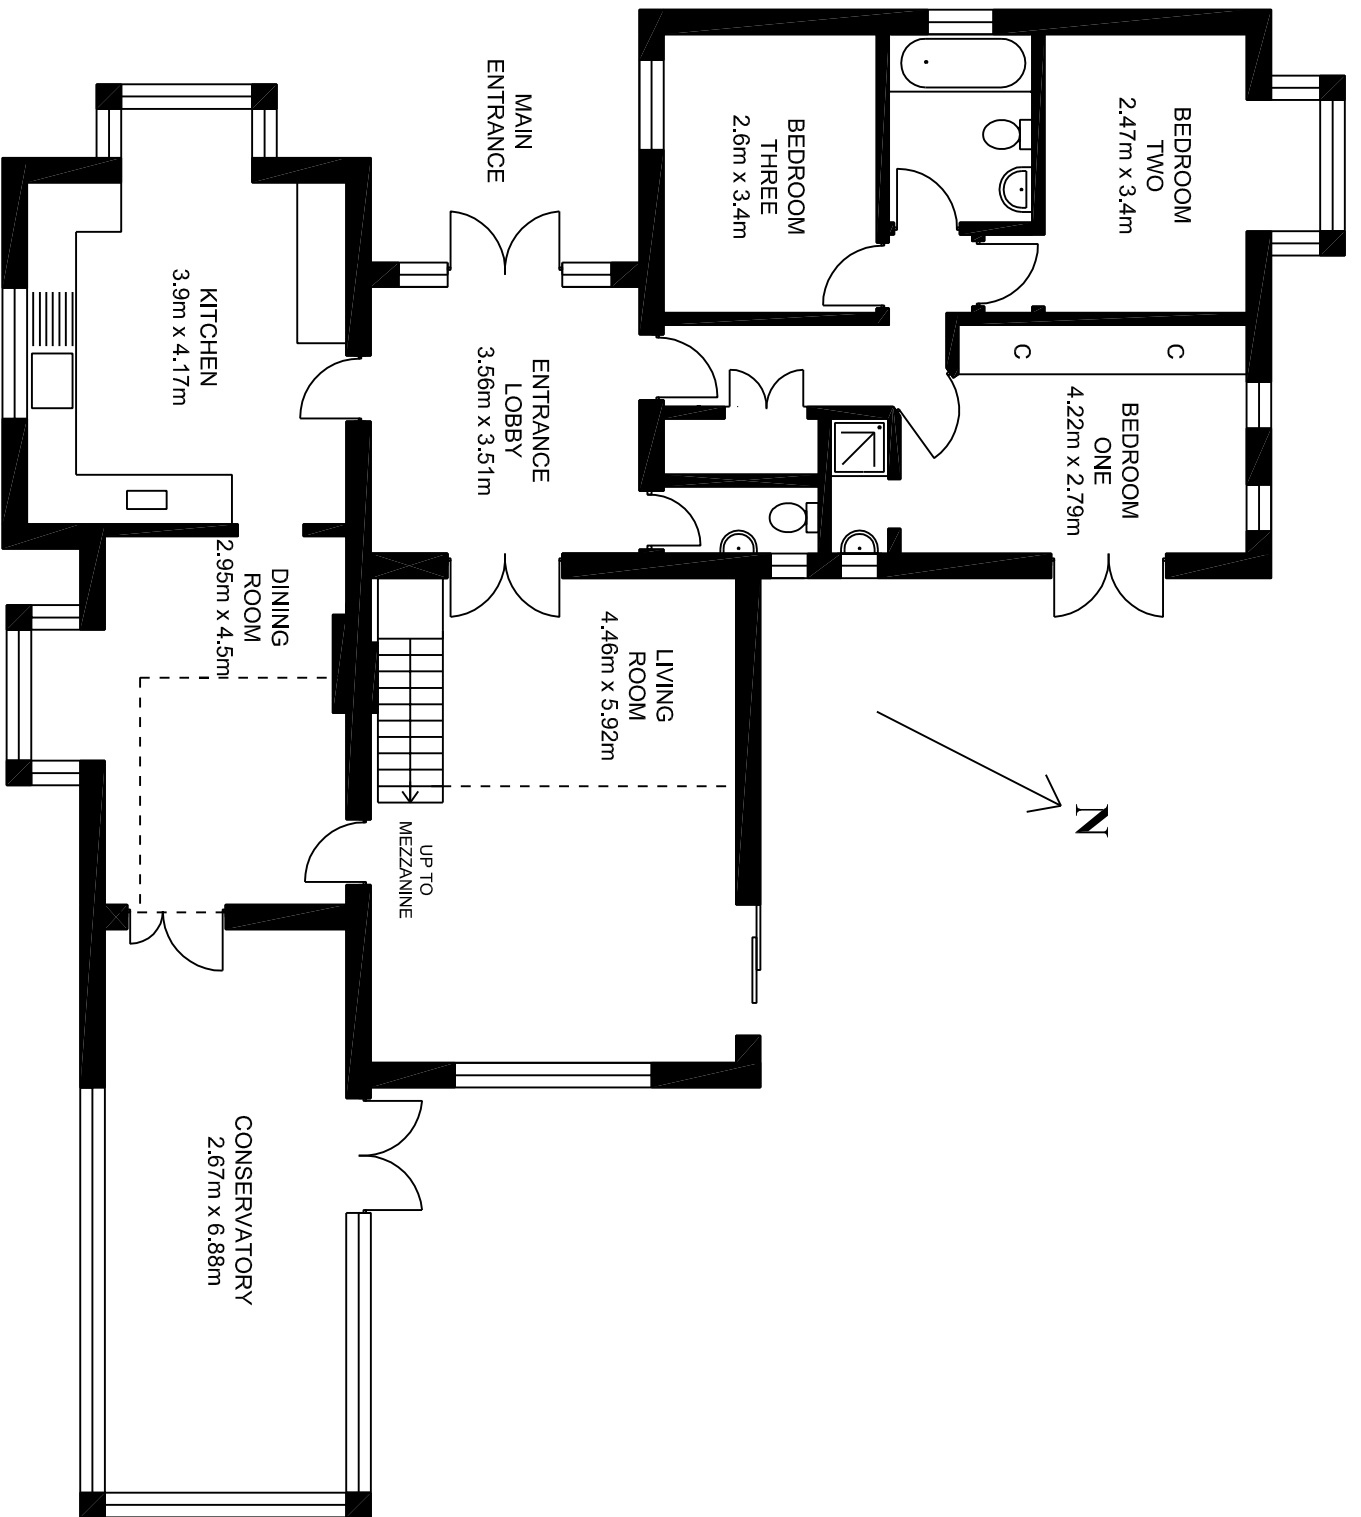 MAIN
ENTRANCE
BEDROOM
THREE
2.6m x 3.4m
BEDROOM
TWO
2.47m x 3.4m
KITCHEN
3.9m x 4.17m
ENTRANCE
LOBBY
3.56m x 3.51m
C
C
BEDROOM
ONE
4.22m x 2.79m
DINING
ROOM
2.95m x 4.5m
LIVING
ROOM
4.46m x 5.92m
UP TO
MEZZANINE
N
CONSERVATORY
2.67m x 6.88m